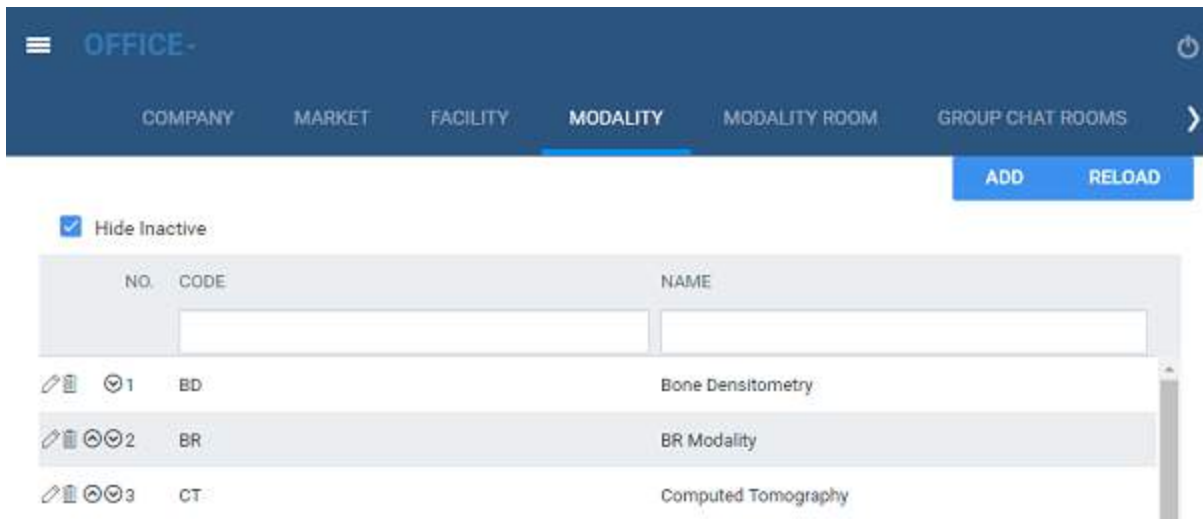 OFFICE
COMPANY MARKET FACILITY MODALITY MODALITY ROOM GROUP CHAT ROOMS
ADD RELOAD
Hide Inactive
NO. CODE NAME
1 BD Bone Densitometry
2 BR BR Modality
3 CT Computed Tomography